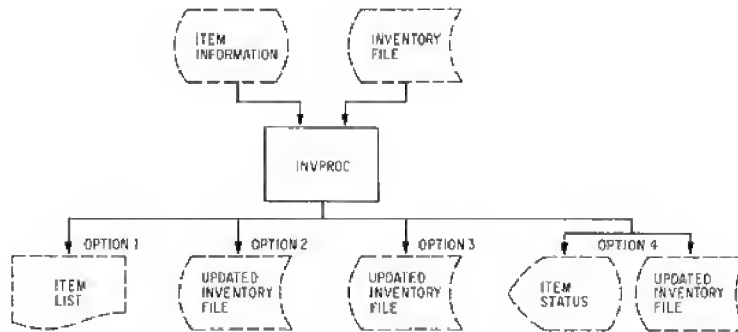 ITEM
INFORMATION
INVENTORY
FILE
INVPROC
OPTION 1
OPTION 2
OPTION 3
OPTION 4
ITEM
LIST
UPDATED
INVENTORY
FILE
UPDATED
INVENTORY
FILE
ITEM
STATUS
UPDATED
INVENTORY
FILE